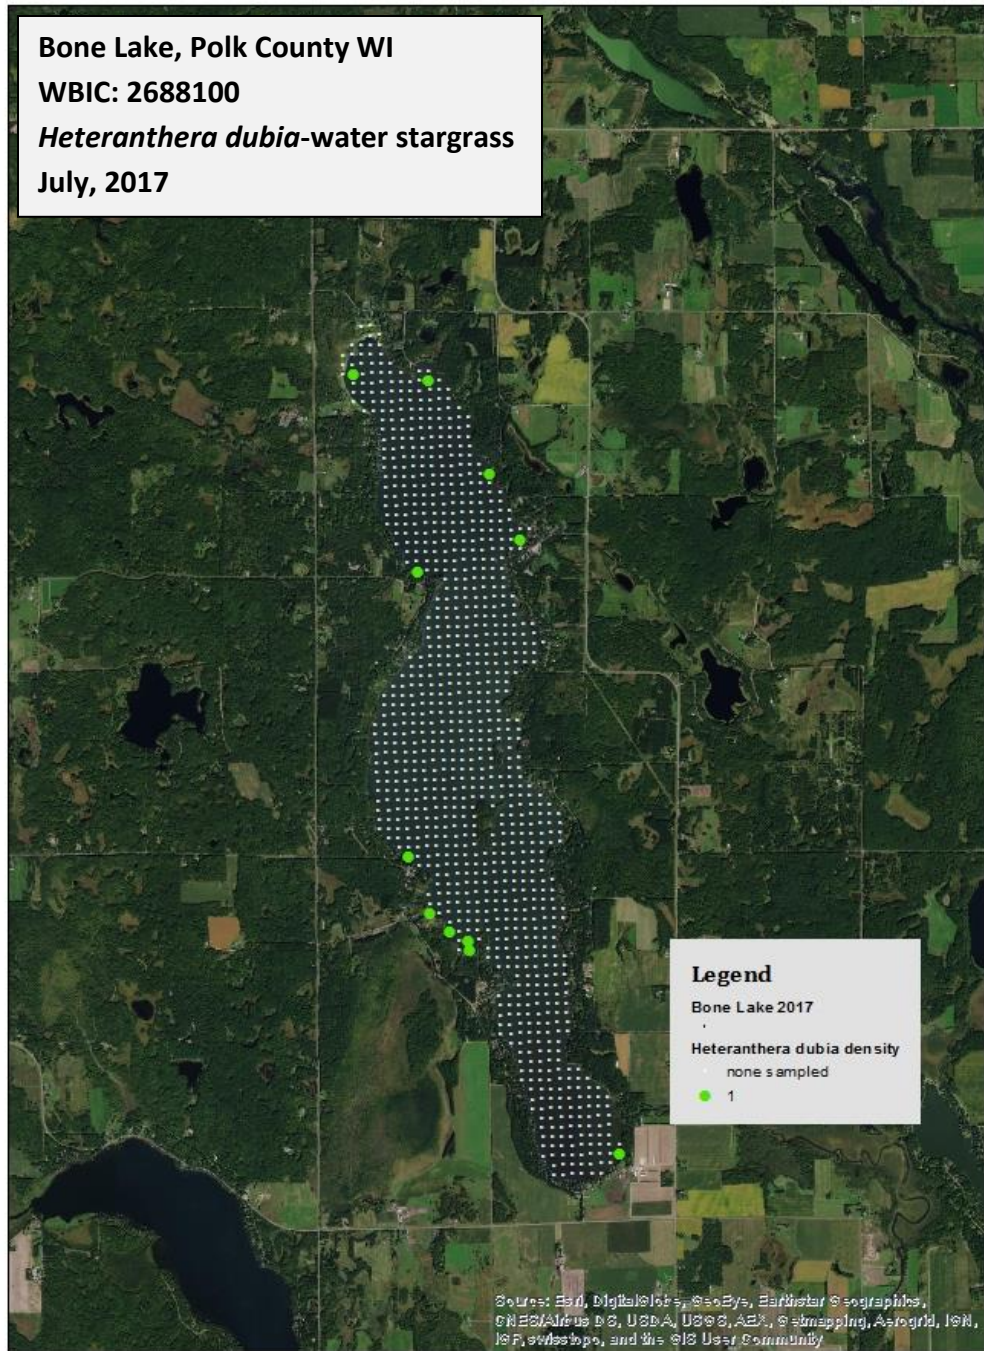 Bone Lake, Polk County WI
WBIC: 2688100
Heteranthera dubia-water stargrass
July, 2017
Legend
Bone Lake 2017
Heteranthera dubia density
none sampled
1
Source: Esri, DigitalGlobe, GeoEye, Earthstar Geographics,
CNES/Airbus DS, USDA, USGS, AEX, Getmapping, Aerogrid, IGN,
IGP, swisstopo, and the GIS User Community